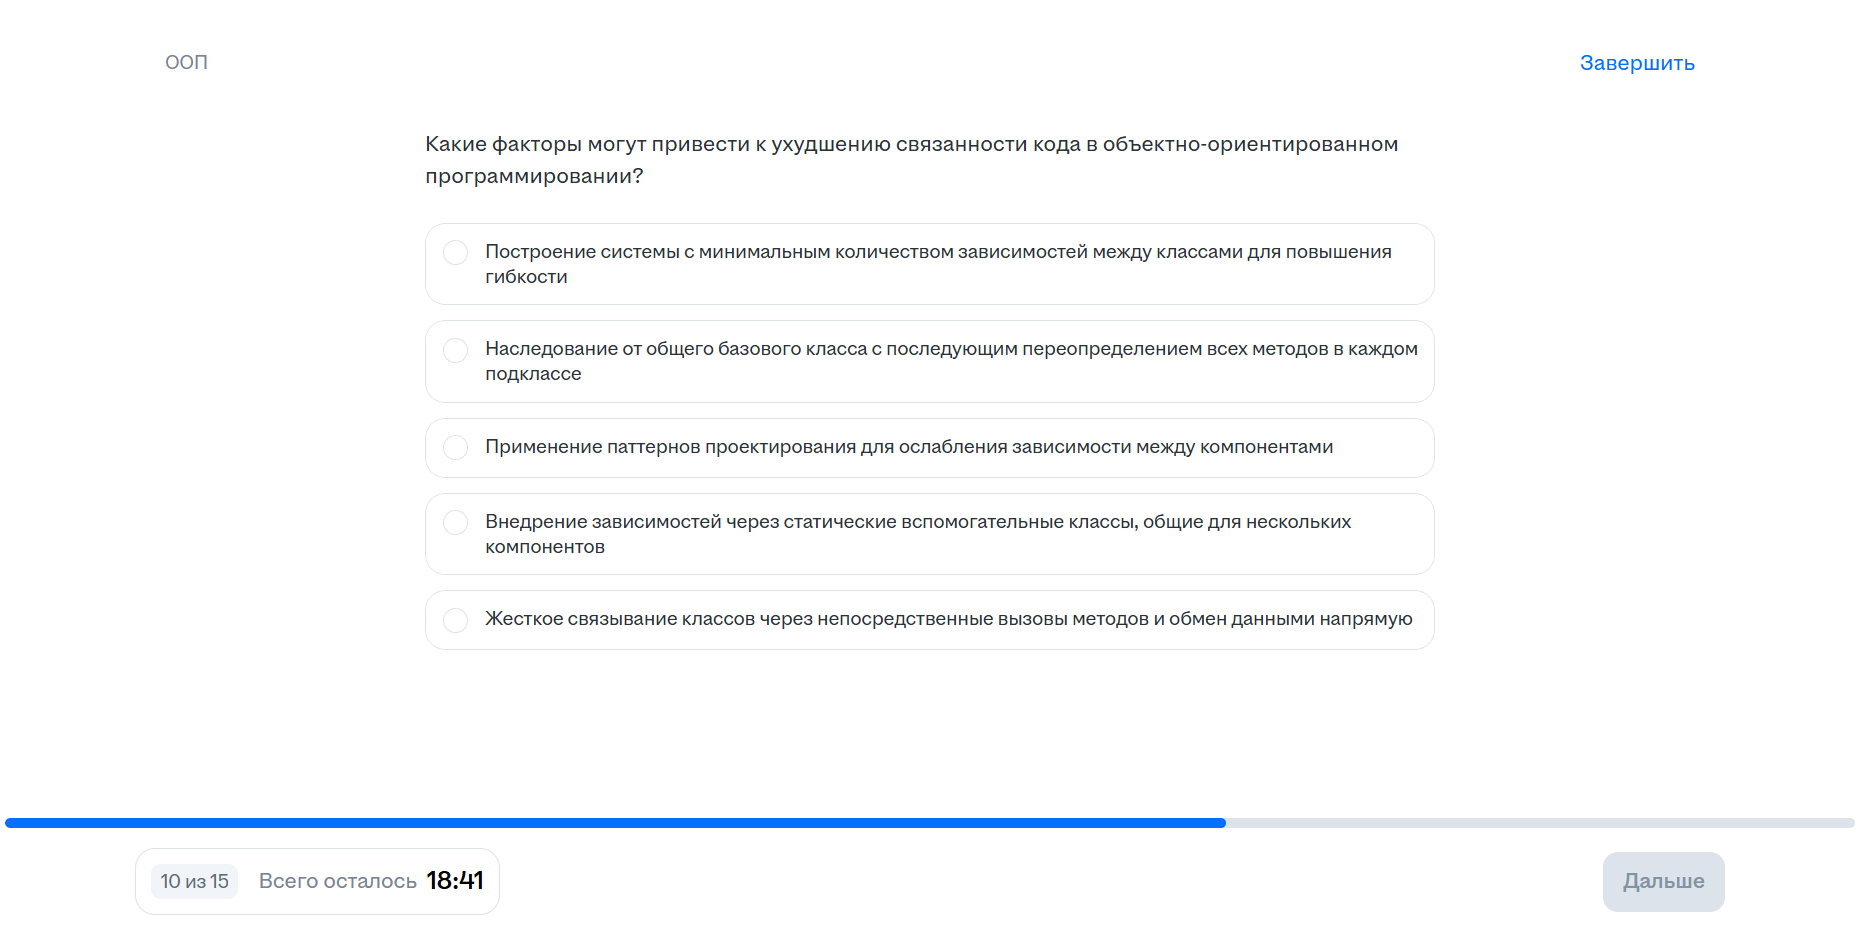 ООП
Завершить
Какие факторы могут привести к ухудшению связанности кода в объектно-ориентированном
программировании?
Построение системы с минимальным количеством зависимостей между классами для повышения
гибкости
Наследование от общего базового класса с последующим переопределением всех методов в каждом
подклассе
Применение паттернов проектирования для ослабления зависимости между компонентами
Внедрение зависимостей через статические вспомогательные классы, общие для нескольких
компонентов
Жесткое связывание классов через непосредственные вызовы методов и обмен данными напрямую
10 из 15
Всего осталось 18:41
Дальше